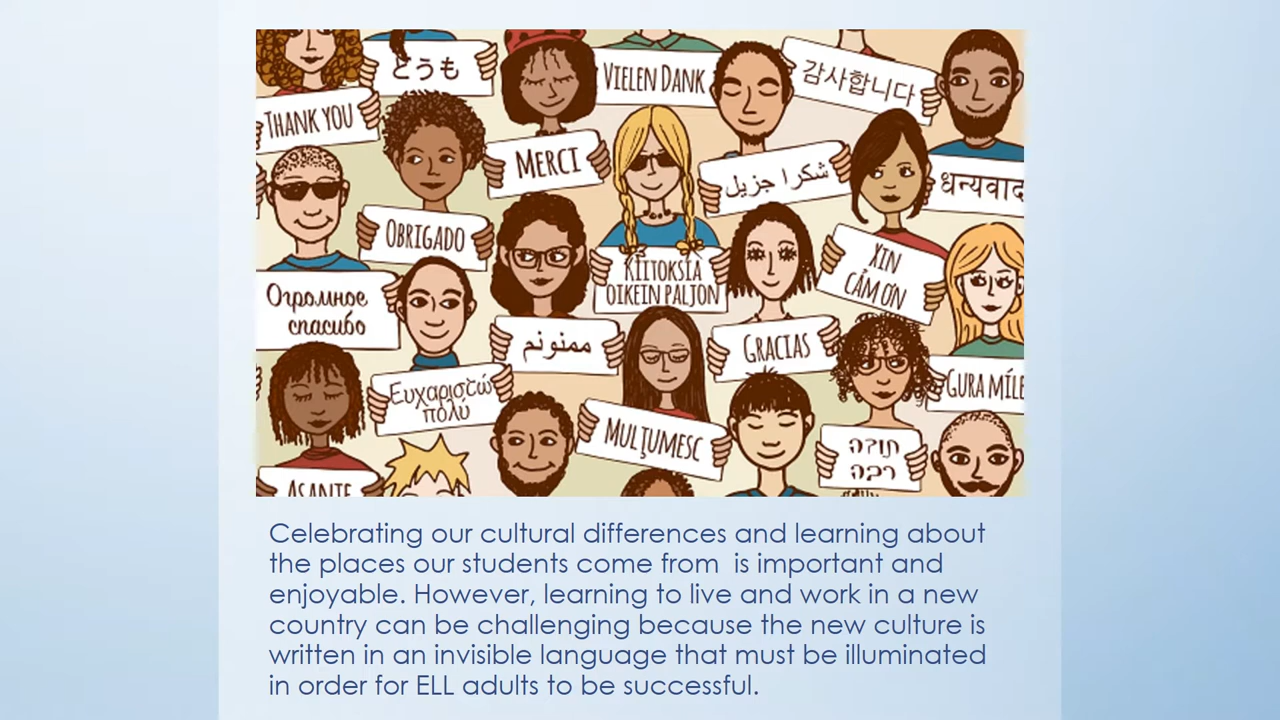 どうも
VIELEN DANK
감사합니다
THANK YOU
MERCI
شكرا جزيل
धन्यवाद
OBRIGADO
KIITOKSIA
OIKEIN PALJON
XIN
CẢM ƠN
Огромное
спасибо
ممنونم
GRACIAS
Ευχαριστώ
πολύ
GURA MÍLE
MULŢUMESC
תודה
רבה
ASANTE
Celebrating our cultural differences and learning about
the places our students come from is important and
enjoyable. However, learning to live and work in a new
country can be challenging because the new culture is
written in an invisible language that must be illuminated
in order for ELL adults to be successful.